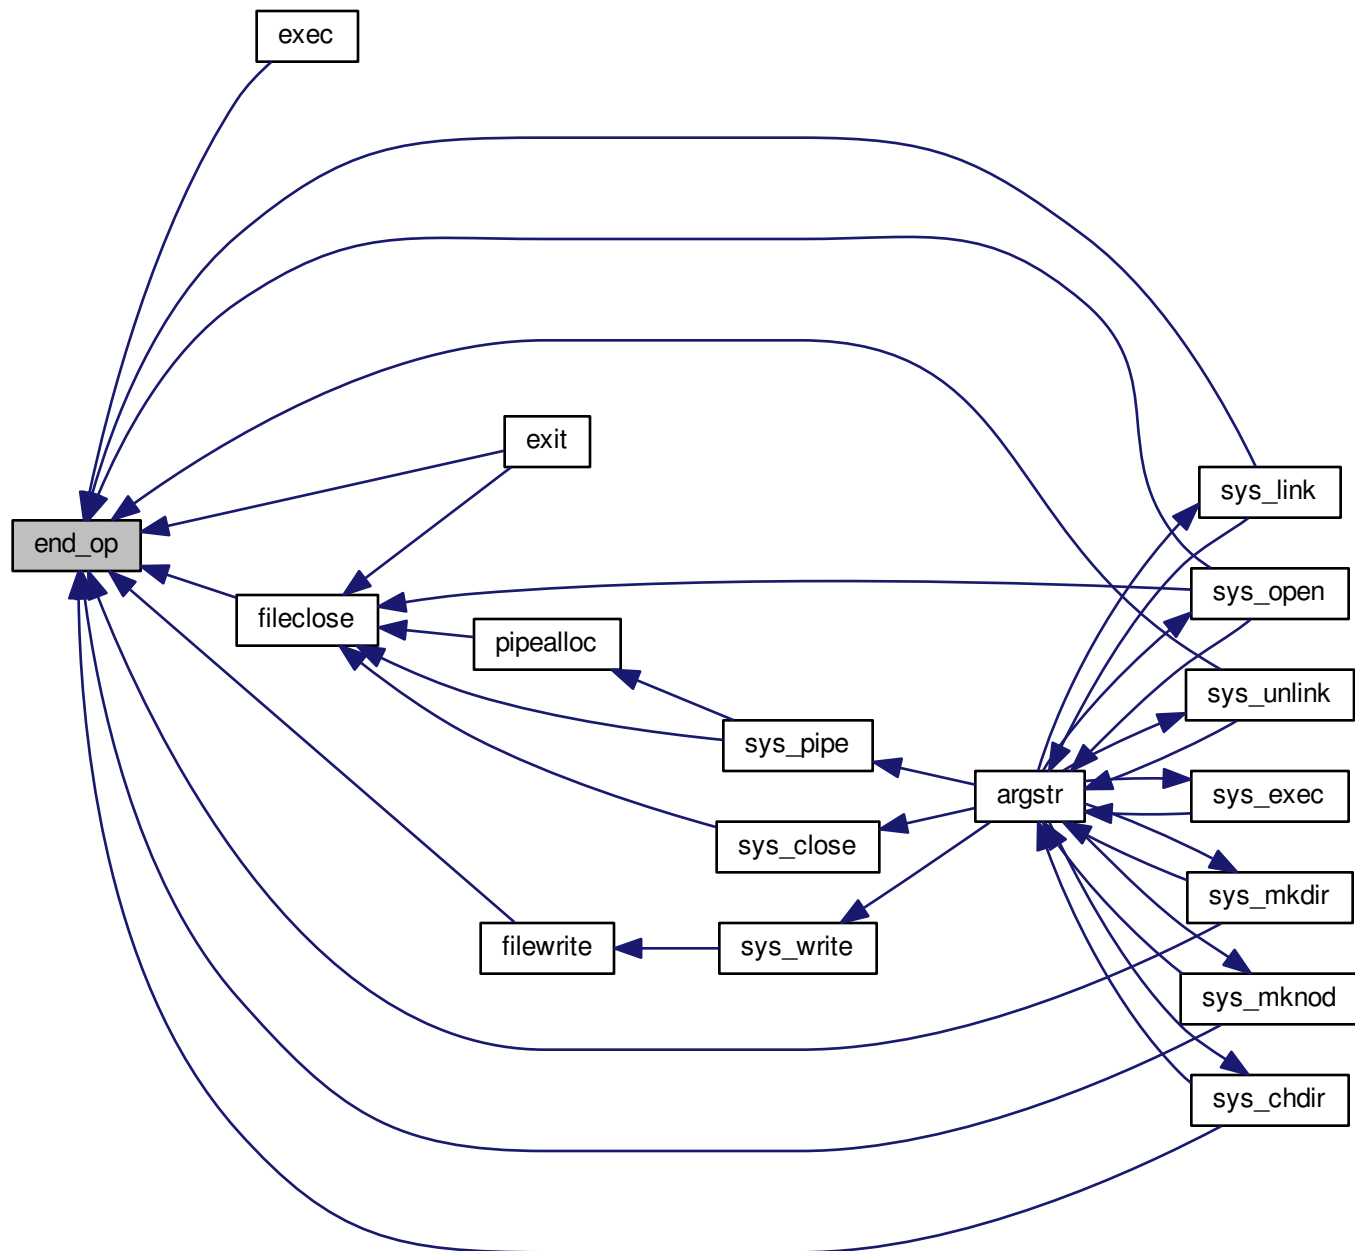 exec
exit
sys_link
end_op
sys_open
fileclose
pipealloc
sys_unlink
sys_pipe
argstr
sys_exec
sys_close
sys_mkdir
filewrite
sys_write
sys_mknod
sys_chdir